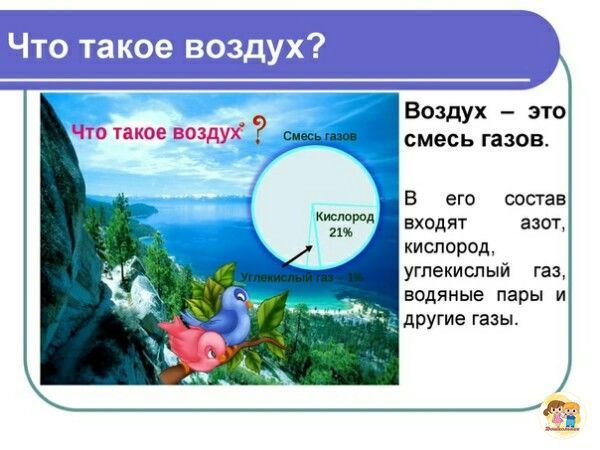 Что такое воздух?
Что такое воздух ?
Смесь газов
Кислород
21%
Углекислый газ – 1%
Воздух – это
смесь газов.
В его состав
входят азот,
кислород,
углекислый газ,
водяные пары и
другие газы.
Дошкольник